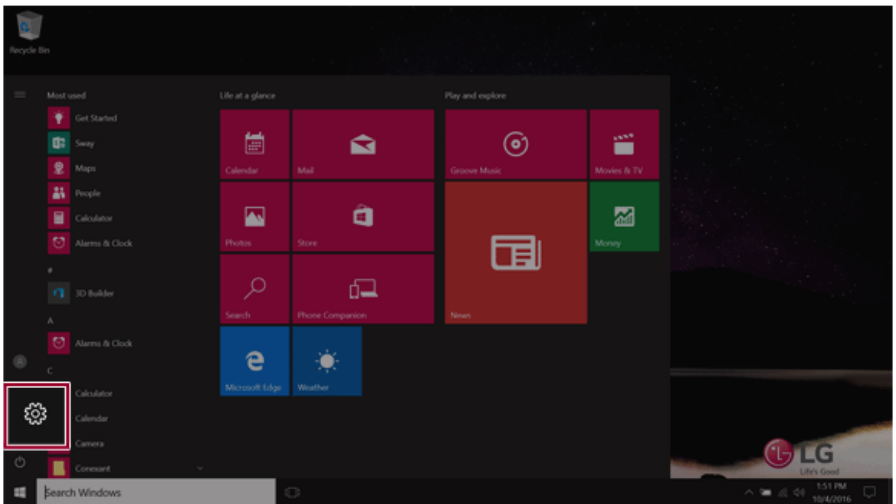 Recycle Bin
Most used
Get Started
Sway
Maps
People
Calculator
Alarms & Clock
#
3D Builder
A
Alarms & Clock
C
Calculator
Calendar
Camera
Conexant
Life at a glance
Calendar
Mail
Photos
Store
Search
Phone Companion
Microsoft Edge
Weather
Play and explore
Groove Music
Movies & TV
News
Money
LG
Life's Good
Search Windows
1:51 PM
10/4/2016